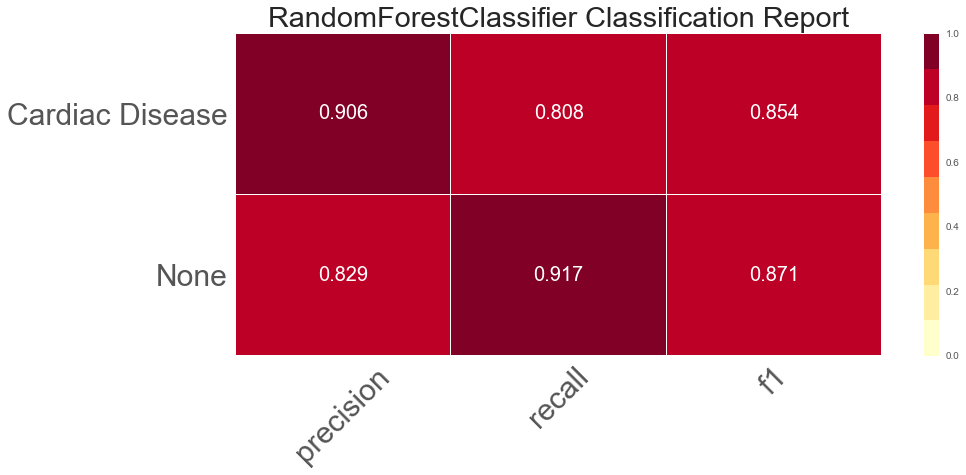 RandomForestClassifier Classification Report
Cardiac Disease
0.906
0.808
0.854
None
0.829
0.917
0.871
precision
recall
f1
1.0
0.8
0.6
0.4
0.2
0.0